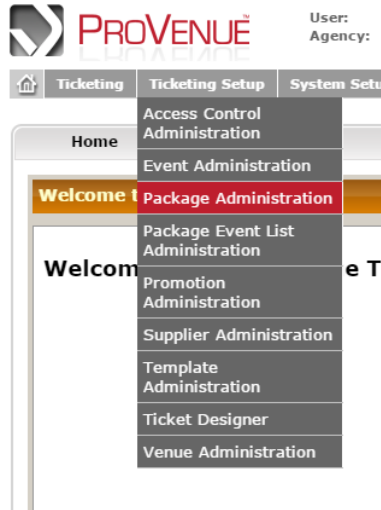 PROVENUE
User:
Agency:
Ticketing Ticketing Setup System Setu
Home
Access Control
Administration
Event Administration
Package Administration
Package Event List
Administration
Promotion
Administration
Supplier Administration
Template
Administration
Ticket Designer
Venue Administration
Welcome t
Welcom e T